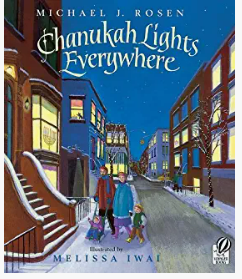 MICHAEL J. ROSEN
Chanukah Lights
Everywhere
Illustrated by
MELISSA IWAI